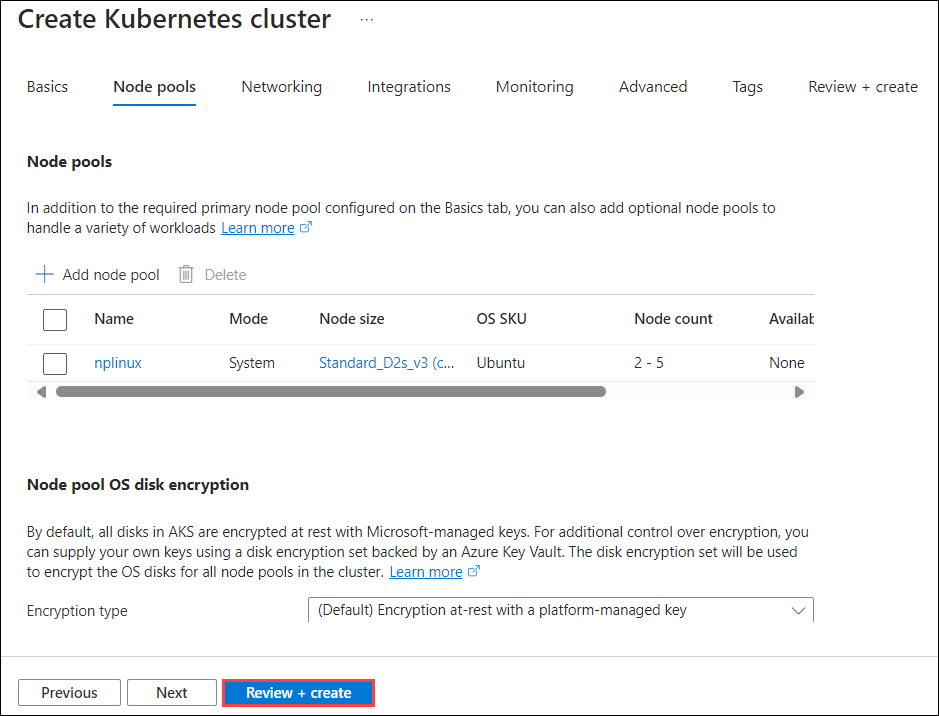 Create Kubernetes cluster ...
Basics Node pools Networking Integrations Monitoring Advanced Tags Review + create
Node pools
In addition to the required primary node pool configured on the Basics tab, you can also add optional node pools to
handle a variety of workloads Learn more
Add node pool Delete
Name Mode Node size OS SKU Node count Availab
nplinux System Standard_D2s_v3 (c... Ubuntu 2 - 5 None
Node pool OS disk encryption
By default, all disks in AKS are encrypted at rest with Microsoft-managed keys. For additional control over encryption, you
can supply your own keys using a disk encryption set backed by an Azure Key Vault. The disk encryption set will be used
to encrypt the OS disks for all node pools in the cluster. Learn more
Encryption type (Default) Encryption at-rest with a platform-managed key
Previous Next Review + create